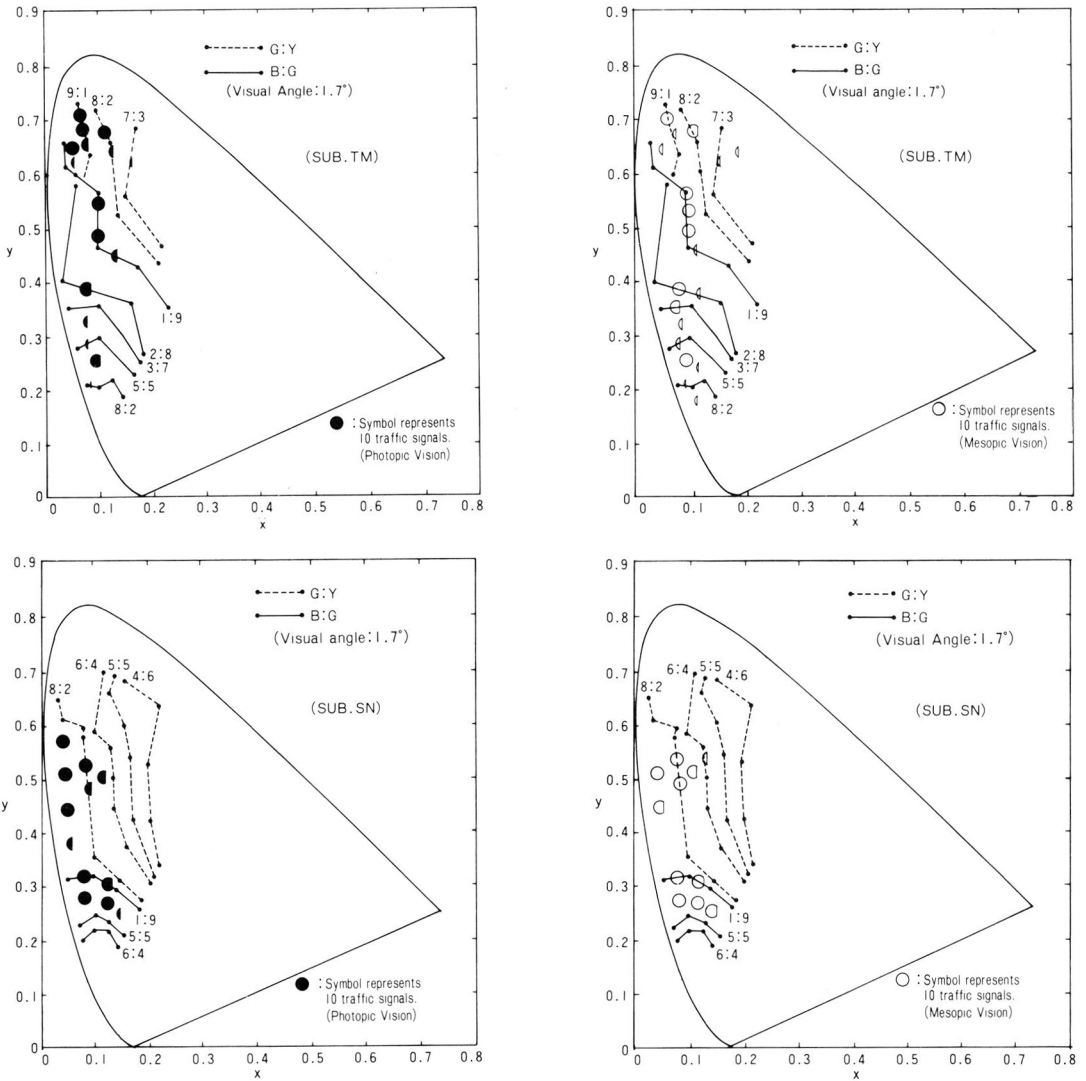 0.9
0.8
0.7
0.6
y
0.5
0.4
0.3
0.2
0.1
0
G:Y
B:G
(Visual Angle:1.7°)
9:1
8:2
7:3
(SUB.TM)
1:9
2:8
3:7
5:5
8:2
:Symbol represents
10 traffic signals.
(Photopic Vision)
0 0.1 0.2 0.3 0.4 0.5 0.6 0.7 0.8
x
0.9
0.8
0.7
0.6
y
0.5
0.4
0.3
0.2
0.1
0
G:Y
B:G
(Visual Angle:1.7°)
9:1
8:2
7:3
(SUB.TM)
1:9
2:8
3:7
5:5
8:2
:Symbol represents
10 traffic signals.
(Mesopic Vision)
0 0.1 0.2 0.3 0.4 0.5 0.6 0.7 0.8
x
0.9
0.8
0.7
0.6
0.5
y
0.4
0.3
0.2
0.1
0
G:Y
B:G
(Visual angle:1.7°)
6:4 5:5 4:6
8:2
(SUB.SN)
1:9
5:5
6:4
:Symbol represents
10 traffic signals.
(Photopic Vision)
0 0.1 0.2 0.3 0.4 0.5 0.6 0.7 0.8
x
0.9
0.8
0.7
0.6
0.5
y
0.4
0.3
0.2
0.1
0
G:Y
B:G
(Visual Angle:1.7°)
6:4 5:5 4:6
8:2
(SUB.SN)
1:9
5:5
6:4
:Symbol represents
10 traffic signals.
(Mesopic Vision)
0 0.1 0.2 0.3 0.4 0.5 0.6 0.7 0.8
x